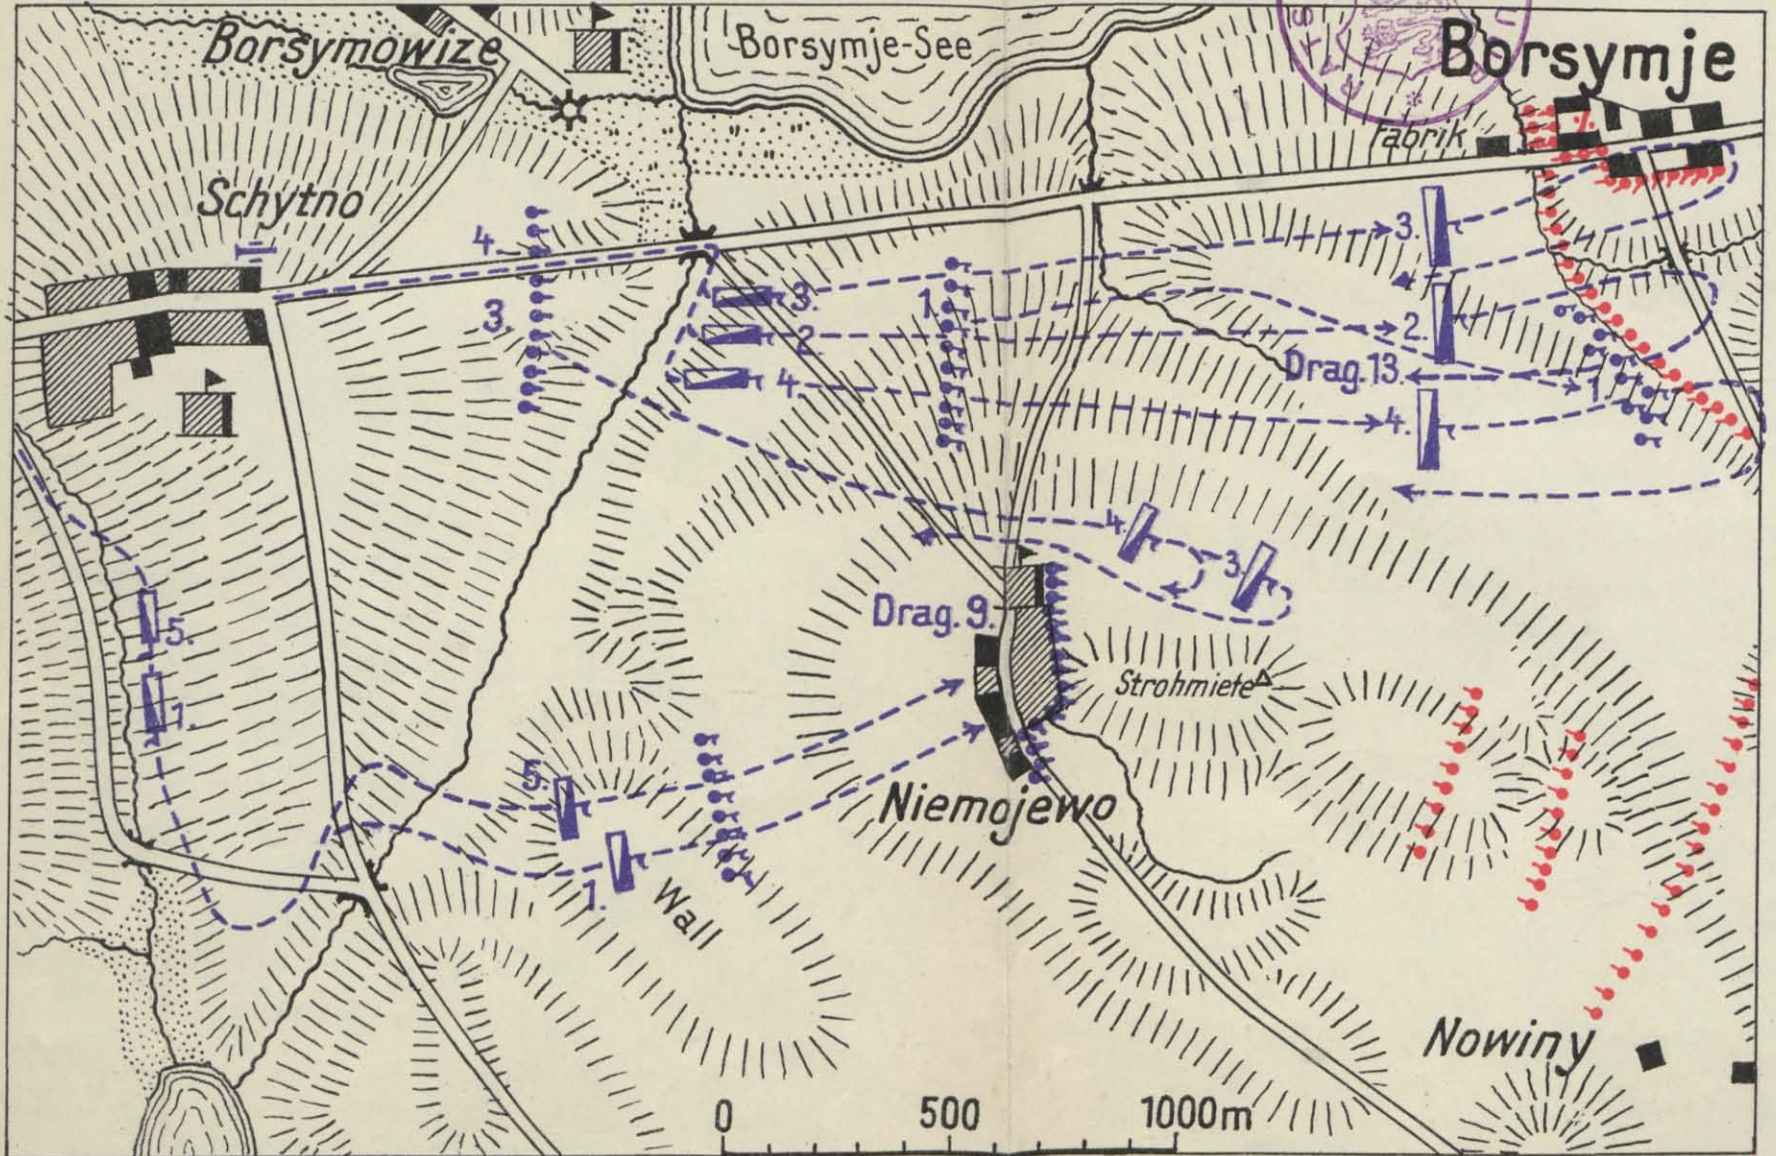 Borsymowize
Borsymje-See
Borsymje
Fabrik
Schytno
4.
3.
3.
2.
4.
1.
3.
2.
Drag.13.
1.
4.
4.
3.
Drag. 9.
5.
1.
Strohmiete
5.
1.
Wall
Niemojewo
Nowiny
0 500 1000m